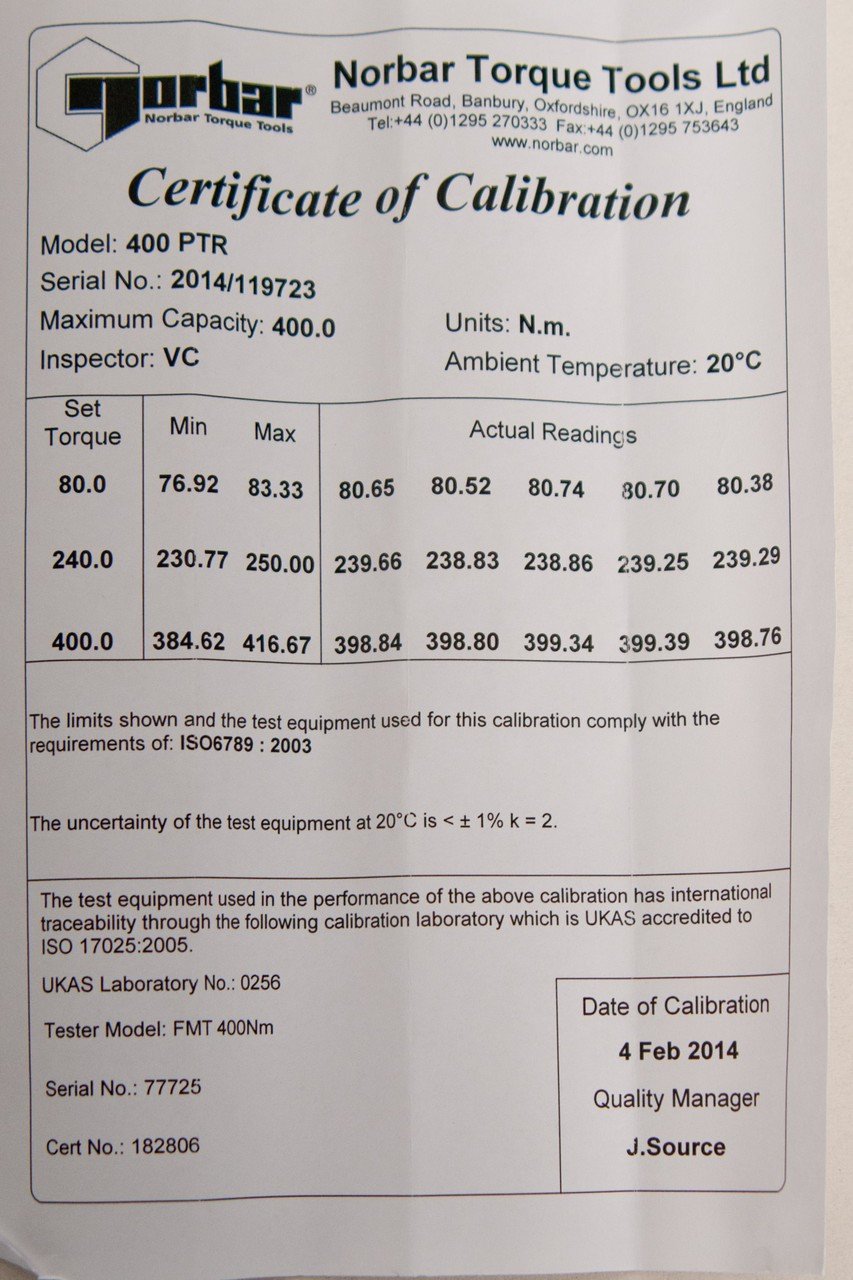 norbar®
Norbar Torque Tools
Norbar Torque Tools Ltd
Beaumont Road, Banbury, Oxfordshire, OX16 1XJ, England
Tel:+44 (0)1295 270333 Fax:+44 (0)1295 753643
www.norbar.com
Certificate of Calibration
Model: 400 PTR
Serial No.: 2014/119723
Maximum Capacity: 400.0 Units: N.m.
Inspector: VC Ambient Temperature: 20°C
Set Torque Min Max Actual Readings
80.0 76.92 83.33 80.65 80.52 80.74 80.70 80.38
240.0 230.77 250.00 239.66 238.83 238.86 239.25 239.29
400.0 384.62 416.67 398.84 398.80 399.34 399.39 398.76
The limits shown and the test equipment used for this calibration comply with the
requirements of: ISO6789 : 2003
The uncertainty of the test equipment at 20°C is < ± 1% k = 2.
The test equipment used in the performance of the above calibration has international
traceability through the following calibration laboratory which is UKAS accredited to
ISO 17025:2005.
UKAS Laboratory No.: 0256
Tester Model: FMT 400Nm
Serial No.: 77725
Cert No.: 182806
Date of Calibration
4 Feb 2014
Quality Manager
J.Source